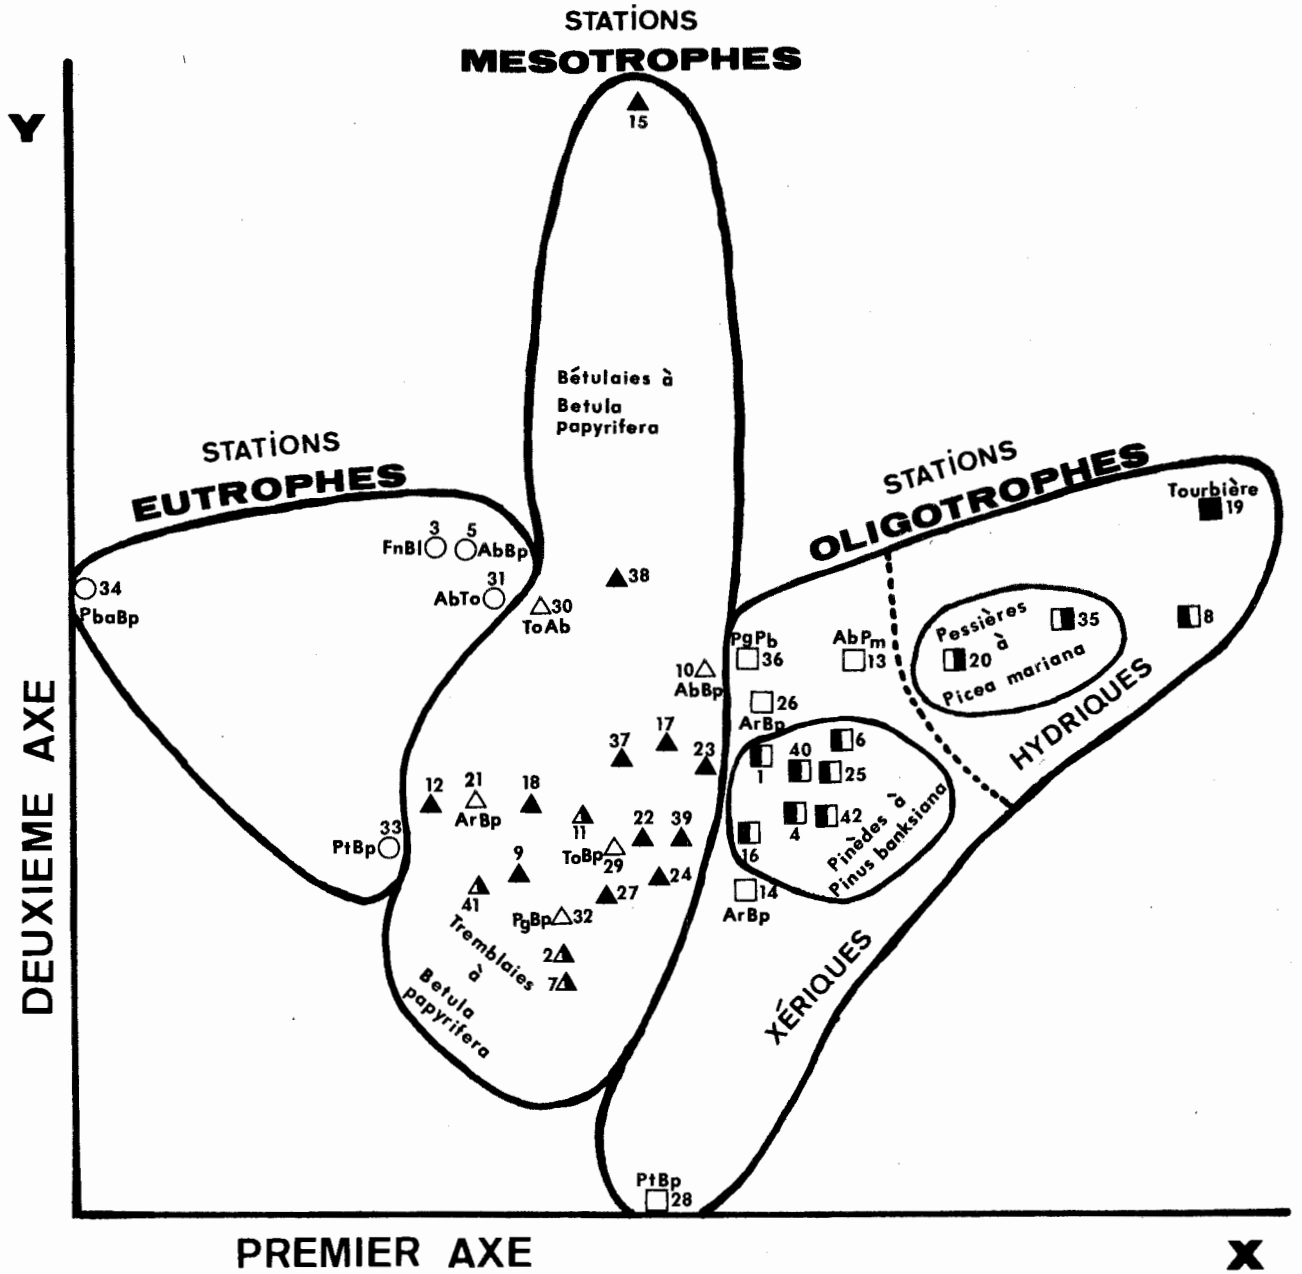 STATIONS
MESOTROPHES
Y
15
Bétulaies à
Betula
papyrifera
STATIONS
EUTROPHES
STATIONS
OLIGOTROPHES
Tourbière
19
3
FnBl
5
AbBp
31
AbTo
34
PbaBp
30
ToAb
38
10
AbBp
PgPb
36
AbPm
13
26
ArBp
Pessières
à
Picea mariana
35
20
8
HYDRIQUES
37
17
23
1
40
6
25
4
42
16
Pinèdes à
Pinus banksiana
14
ArBp
12
21
ArBp
18
11
ToBp
29
22
39
33
PtBp
9
41
24
27
PgBp
32
2
7
Tremblaies
à
Betula
papyrifera
XÉRIQUES
PtBp
28
DEUXIEME AXE
PREMIER AXE
X